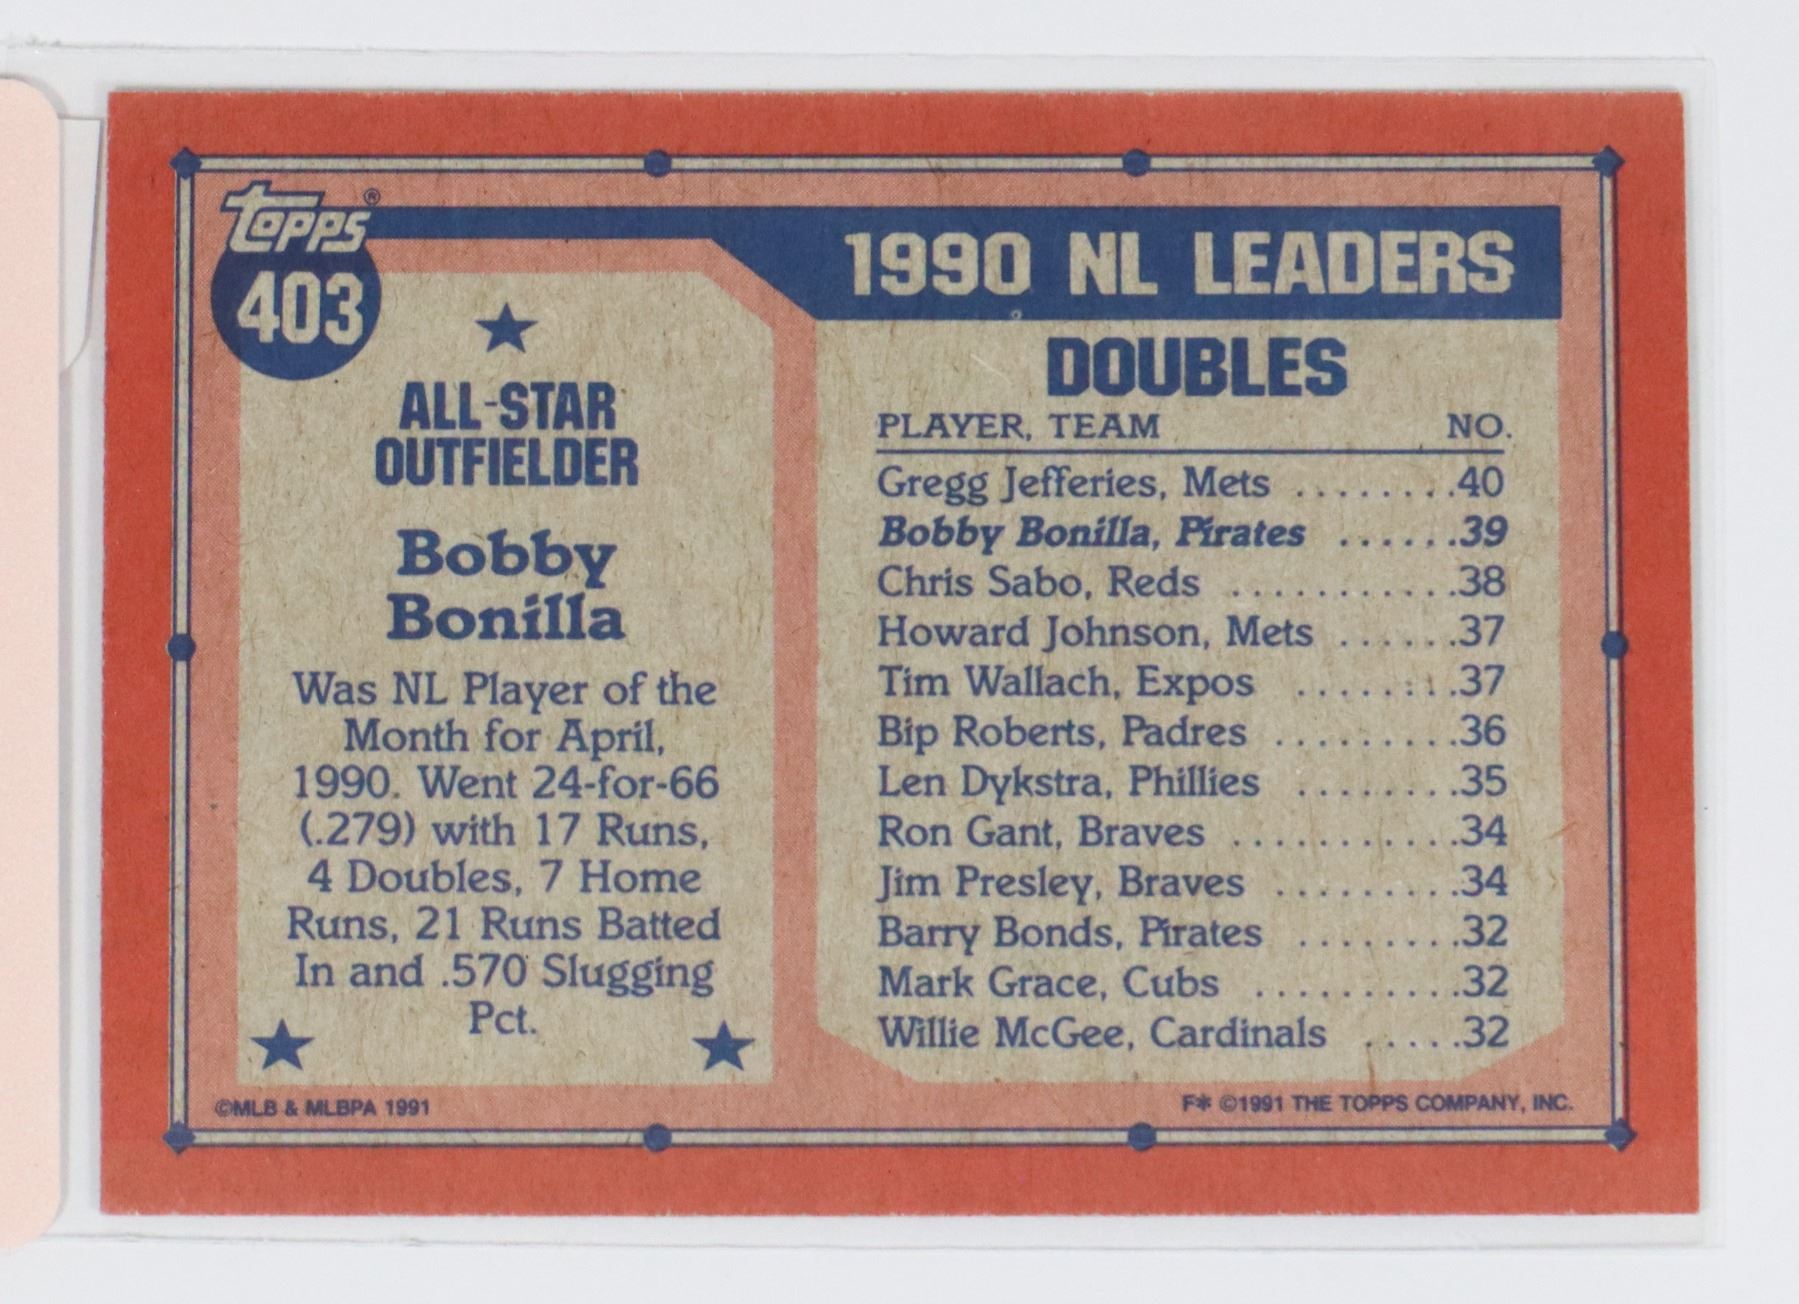 topps®
403
ALL-STAR
OUTFIELDER
Bobby
Bonilla
Was NL Player of the
Month for April,
1990. Went 24-for-66
(.279) with 17 Runs,
4 Doubles, 7 Home
Runs, 21 Runs Batted
In and .570 Slugging
Pct.
©MLB & MLBPA 1991
1990 NL LEADERS
DOUBLES
PLAYER, TEAM NO.
Gregg Jefferies, Mets ........40
Bobby Bonilla, Pirates ......39
Chris Sabo, Reds ...........38
Howard Johnson, Mets ......37
Tim Wallach, Expos ........37
Bip Roberts, Padres .........36
Len Dykstra, Phillies ........35
Ron Gant, Braves ...........34
Jim Presley, Braves .........34
Barry Bonds, Pirates ........32
Mark Grace, Cubs ..........32
Willie McGee, Cardinals .....32
F* ©1991 THE TOPPS COMPANY, INC.